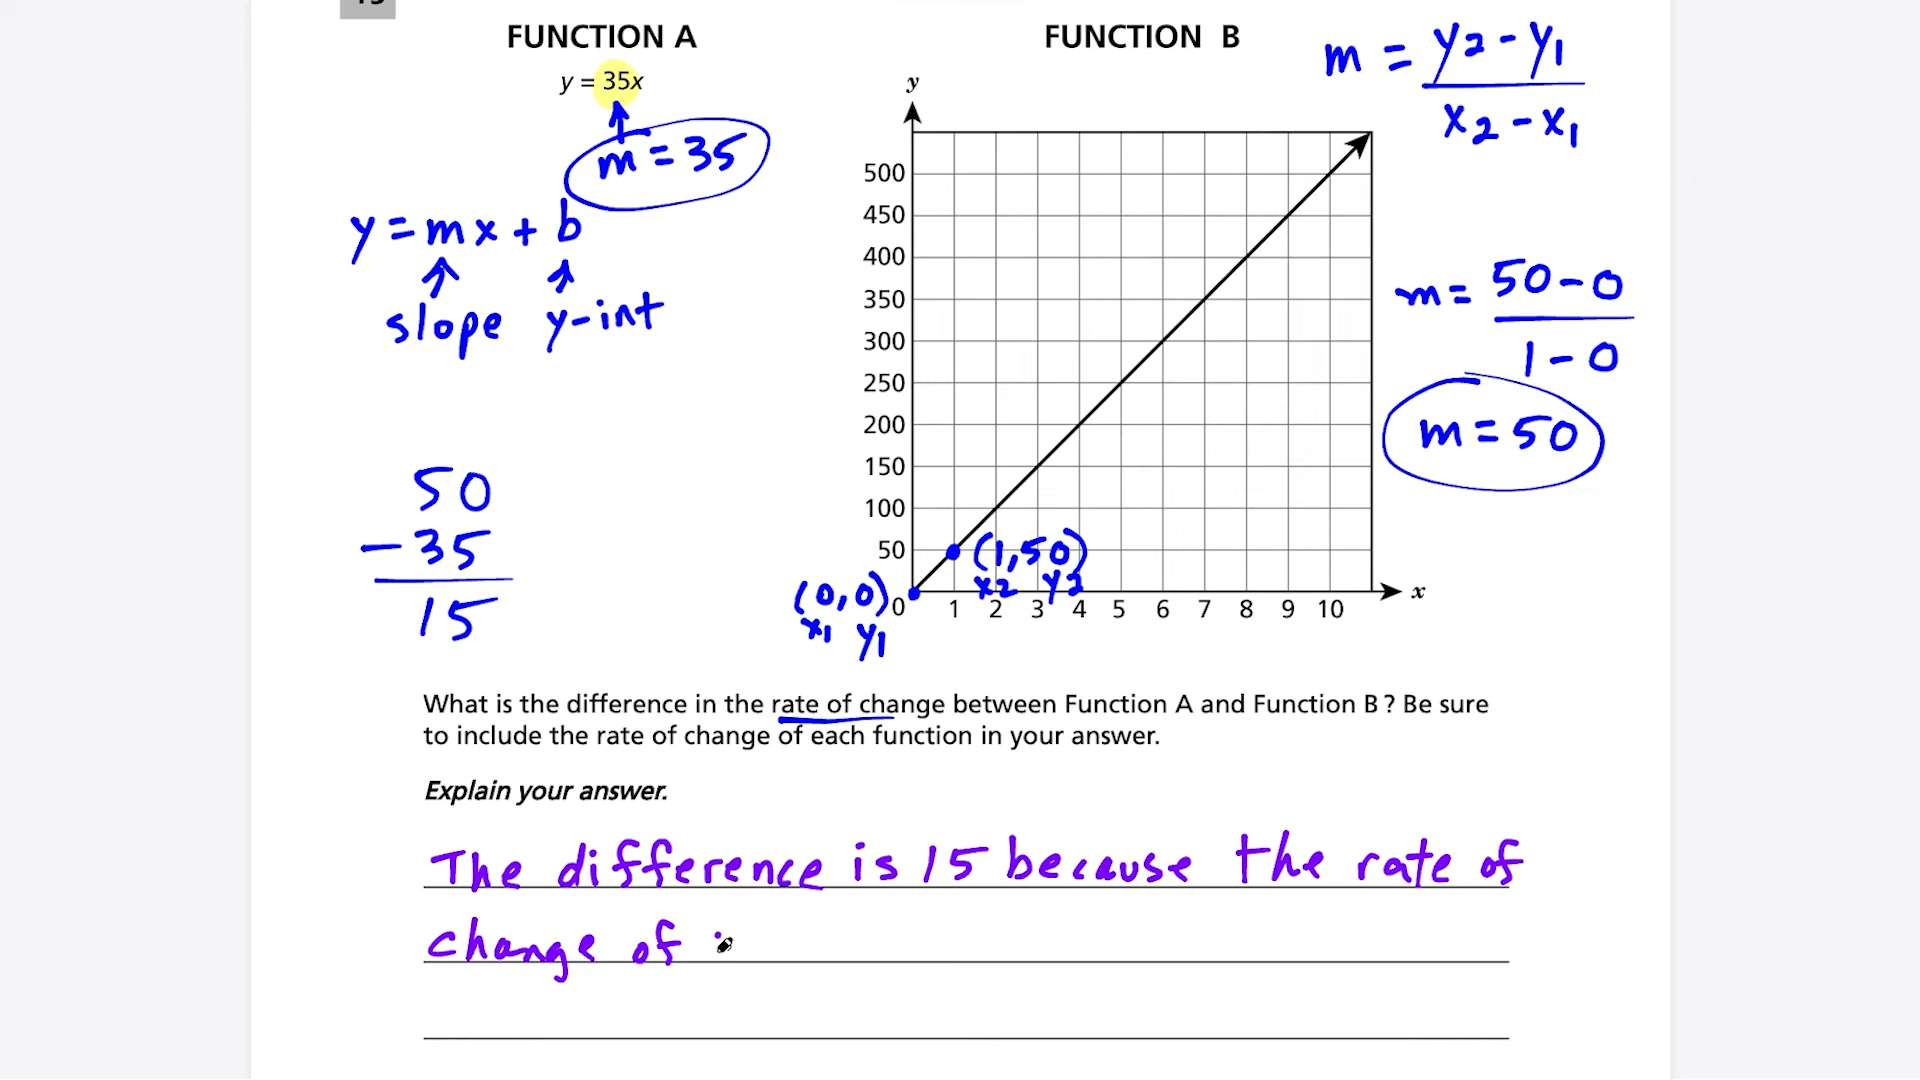 FUNCTION A
y = 35x
m = 35
y = mx + b
slope y-int
50
- 35
15
FUNCTION B
m = y2 - y1
x2 - x1
y
500
450
400
350
300
250
200
150
100
50
0
1 2 3 4 5 6 7 8 9 10
x
(1,50)
x2 y2
(0,0)
x1 y1
m = 50 - 0
1 - 0
m = 50
What is the difference in the rate of change between Function A and Function B? Be sure
to include the rate of change of each function in your answer.
Explain your answer.
The difference is 15 because the rate of
change of